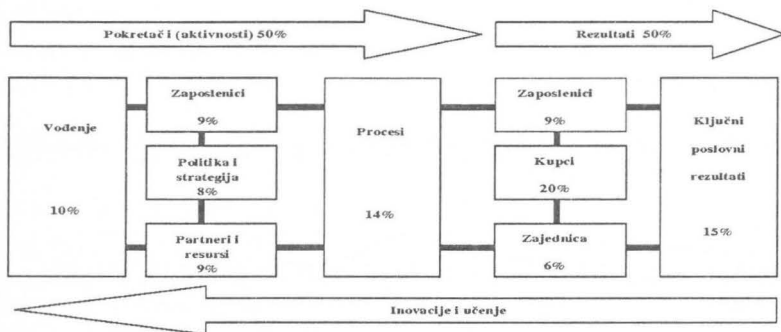 Pokretači (aktivnosti) 50%
Rezultati 50%
Vođenje
10%
Zaposlenici
9%
Politika i
strategija
8%
Partneri i
resursi
9%
Procesi
14%
Zaposlenici
9%
Kupci
20%
Zajednica
6%
Ključni
poslovni
rezultati
15%
Inovacije i učenje